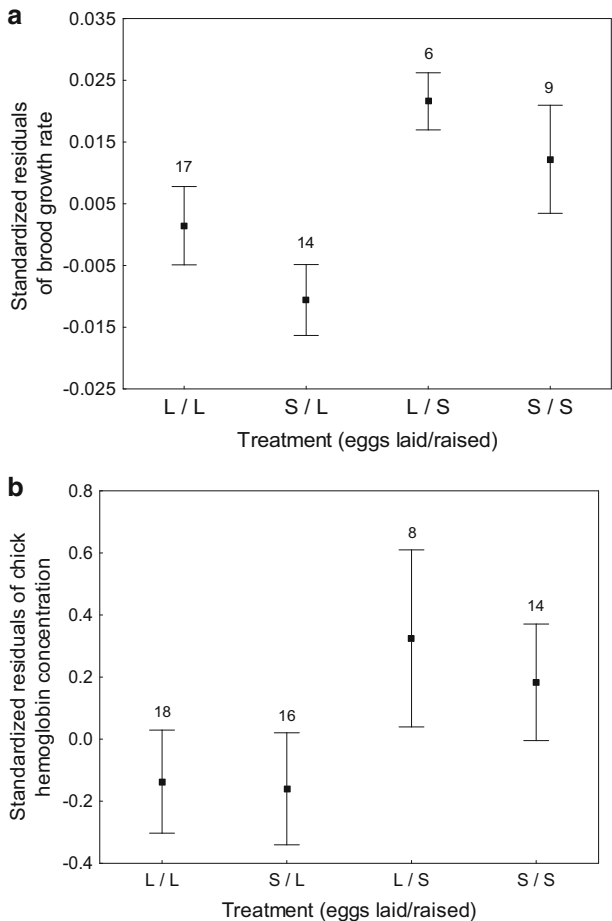 a
Standardized residuals
of brood growth rate
0.035
0.025
0.015
0.005
-0.005
-0.015
-0.025
17
14
6
9
L / L
S / L
L / S
S / S
Treatment (eggs laid/raised)
b
Standardized residuals of chick
hemoglobin concentration
0.8
0.6
0.4
0.2
0.0
-0.2
-0.4
18
16
8
14
L / L
S / L
L / S
S / S
Treatment (eggs laid/raised)